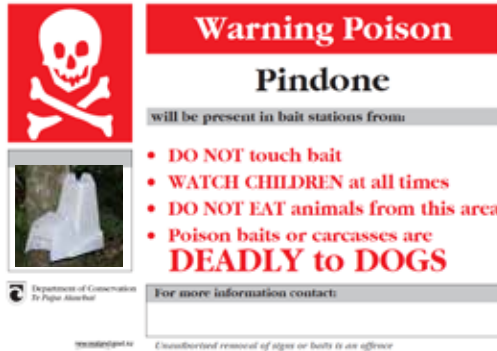 Warning Poison
Pindone
will be present in bait stations from:
• DO NOT touch bait
• WATCH CHILDREN at all times
• DO NOT EAT animals from this area
• Poison baits or carcasses are
DEADLY to DOGS
Department of Conservation
Te Papa Atawhai
For more information contact:
Unauthorised removal of signs or baits is an offence